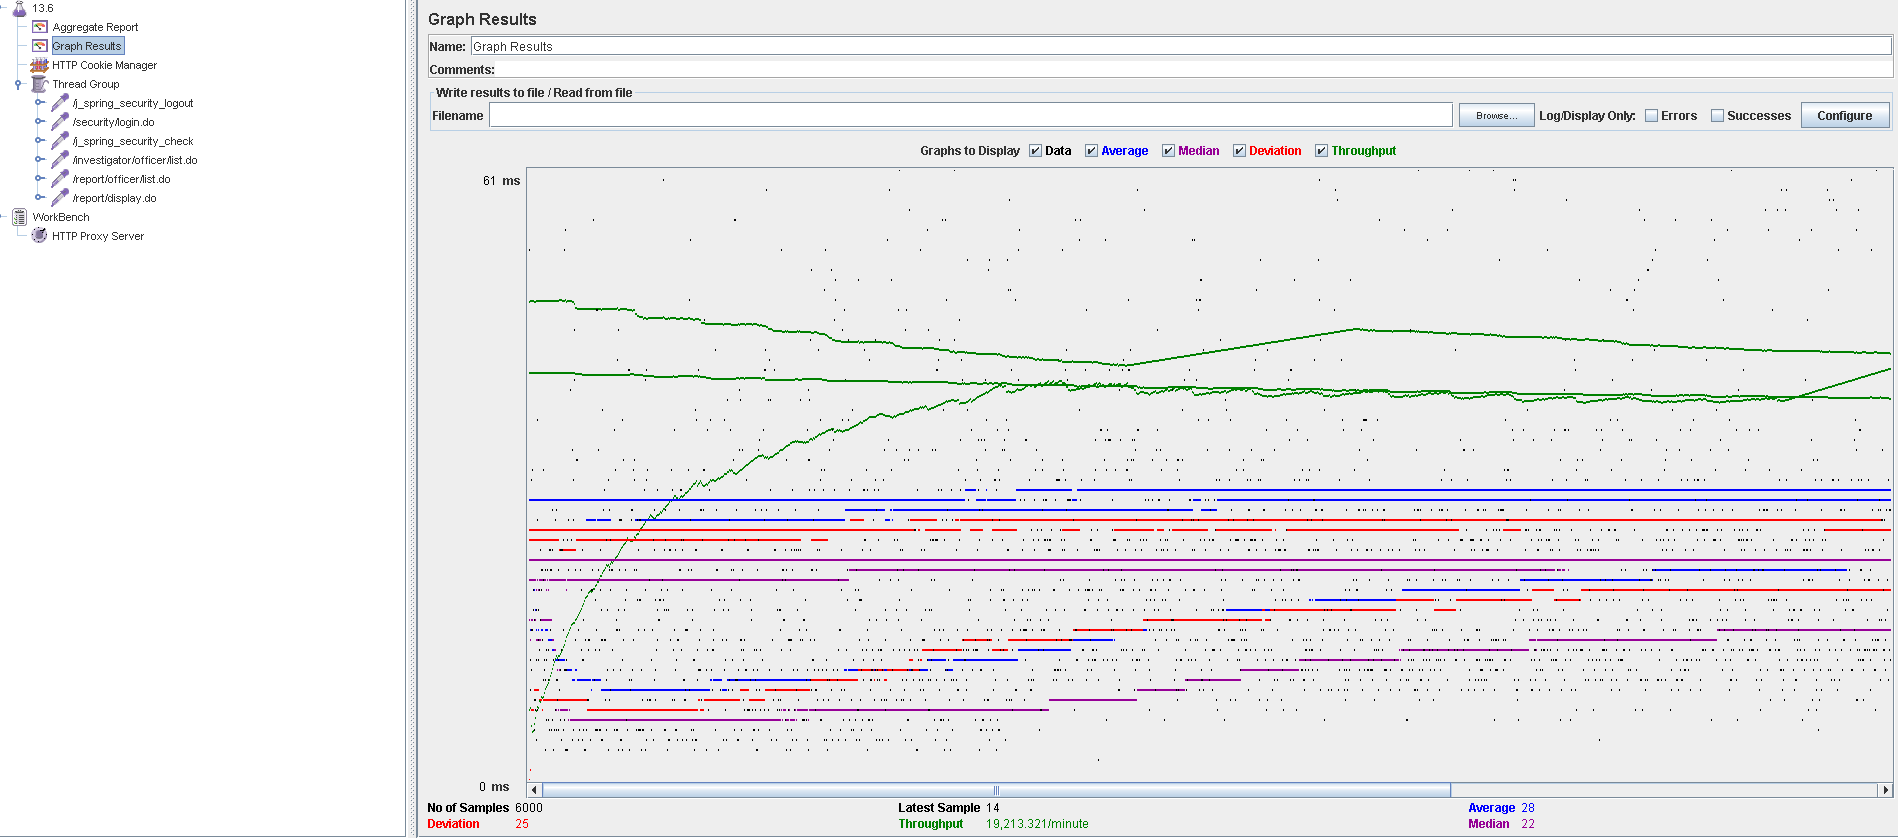 13.6
Aggregate Report
Graph Results
HTTP Cookie Manager
Thread Group
/j_spring_security_logout
/security/login.do
/j_spring_security_check
/investigator/officer/list.do
/report/officer/list.do
/report/display.do
WorkBench
HTTP Proxy Server
Graph Results
Name: Graph Results
Comments:
Write results to file / Read from file
Filename Browse... Log/Display Only: Errors Successes Configure
Graphs to Display Data Average Median Deviation Throughput
61 ms
0 ms
No of Samples 6000 Latest Sample 14 Average 28
Deviation 25 Throughput 19,213.321/minute Median 22